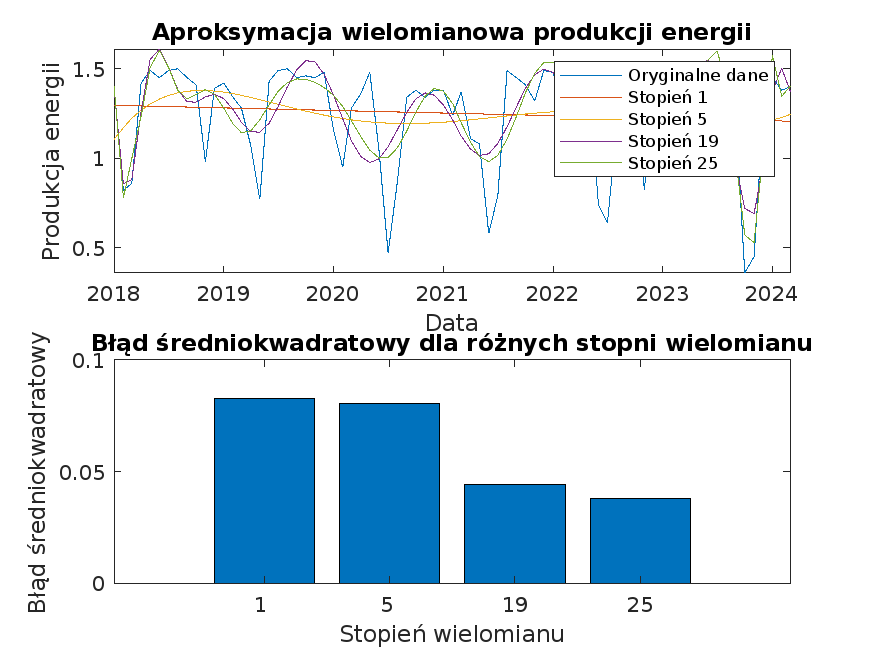 Aproksymacja wielomianowa produkcji energii
Produkcja energii
1.5
1
0.5
Oryginalne dane
Stopień 1
Stopień 5
Stopień 19
Stopień 25
2018 2019 2020 2021 2022 2023 2024
Data
Błąd średniokwadratowy dla różnych stopni wielomianu
Błąd średniokwadratowy
0.1
0.05
0
1 5 19 25
Stopień wielomianu